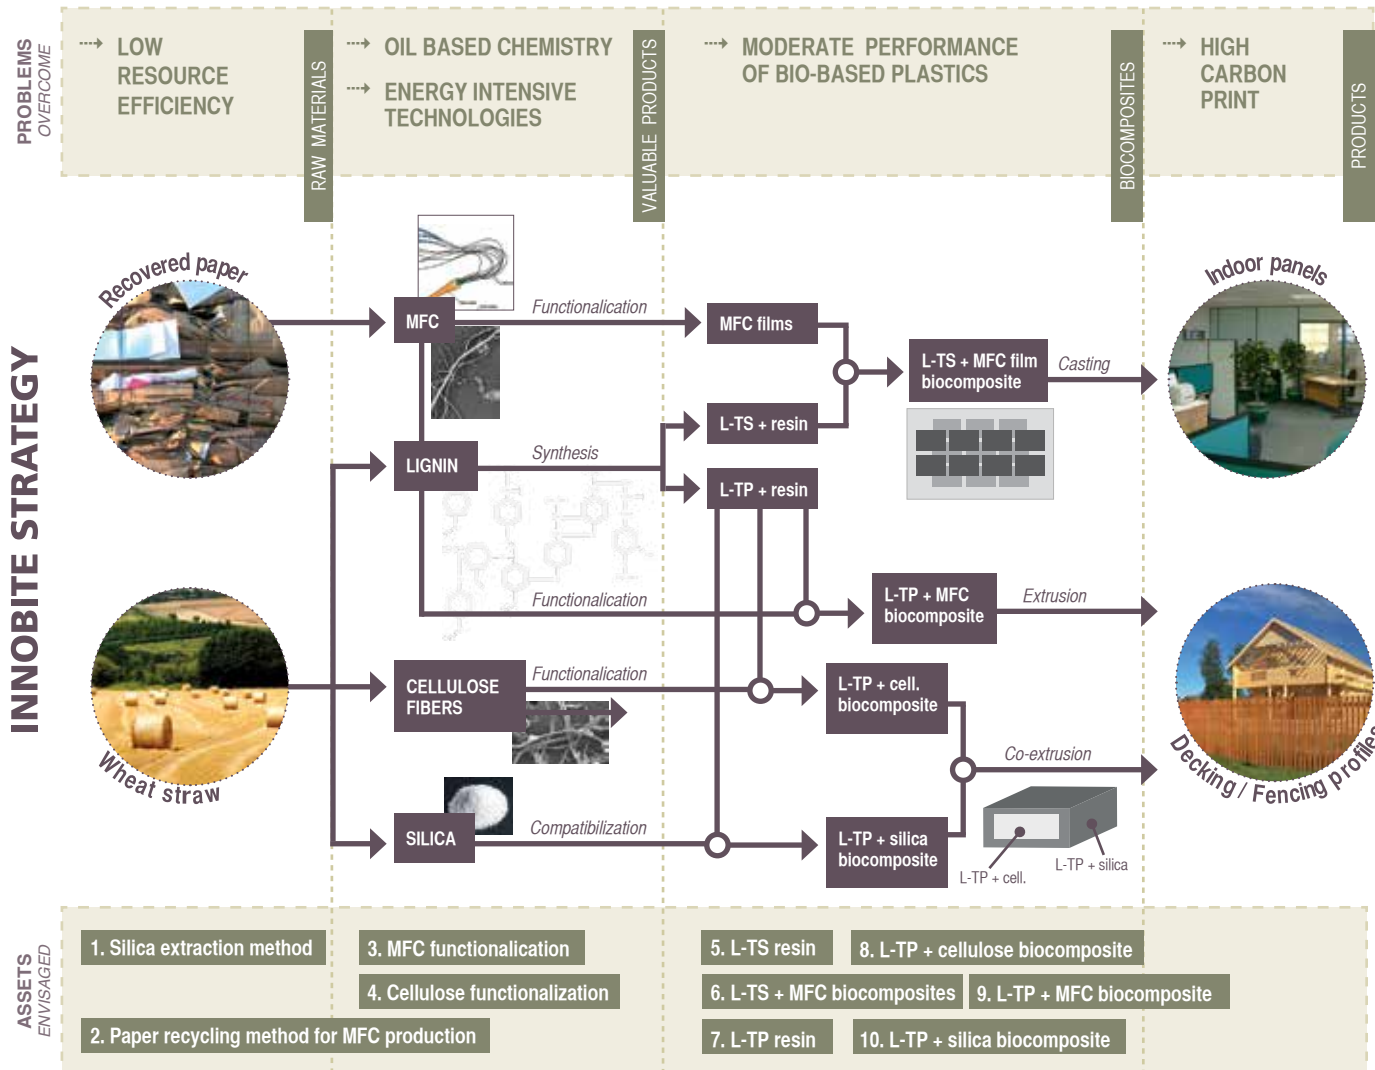 PROBLEMS
OVERCOME
LOW
RESOURCE
EFFICIENCY
RAW MATERIALS
OIL BASED CHEMISTRY
ENERGY INTENSIVE
TECHNOLOGIES
VALUABLE PRODUCTS
MODERATE PERFORMANCE
OF BIO-BASED PLASTICS
BIOCOMPOSITES
HIGH
CARBON
PRINT
PRODUCTS
INNOBITE STRATEGY
Recovered paper
MFC
Functionalication
MFC films
L-TS + MFC film
biocomposite
Casting
Indoor panels
LIGNIN
Synthesis
L-TS + resin
L-TP + resin
Functionalication
L-TP + MFC
biocomposite
Extrusion
Wheat straw
CELLULOSE
FIBERS
Functionalication
L-TP + cell.
biocomposite
Co-extrusion
Decking / Fencing profiles
SILICA
Compatibilization
L-TP + silica
biocomposite
L-TP + cell.
L-TP + silica
ASSETS
ENVISAGED
1. Silica extraction method
2. Paper recycling method for MFC production
3. MFC functionalication
4. Cellulose functionalization
5. L-TS resin
6. L-TS + MFC biocomposites
7. L-TP resin
8. L-TP + cellulose biocomposite
9. L-TP + MFC biocomposite
10. L-TP + silica biocomposite